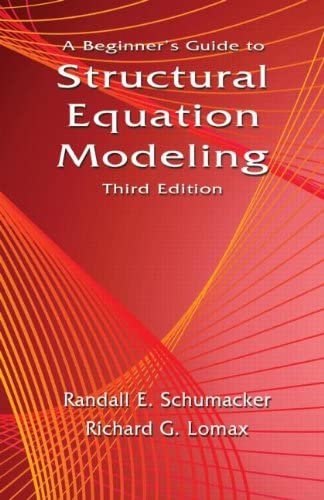 A Beginner's Guide to
Structural
Equation
Modeling
Third Edition
Randall E. Schumacker
Richard G. Lomax